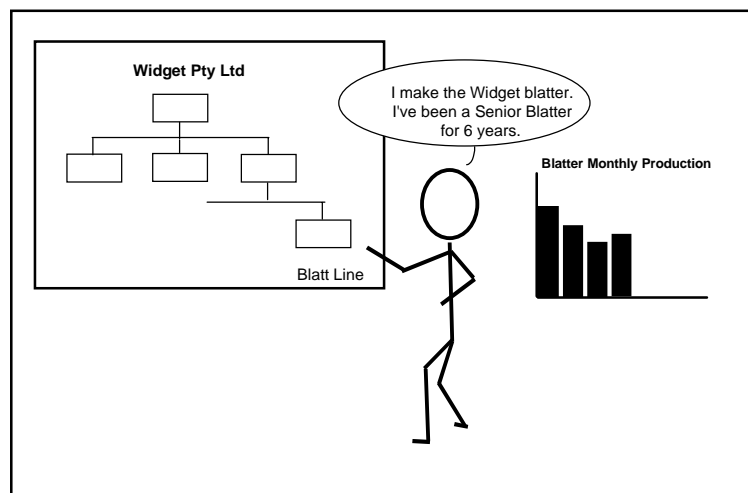 Widget Pty Ltd
I make the Widget blatter.
I've been a Senior Blatter
for 6 years.
Blatter Monthly Production
Blatt Line